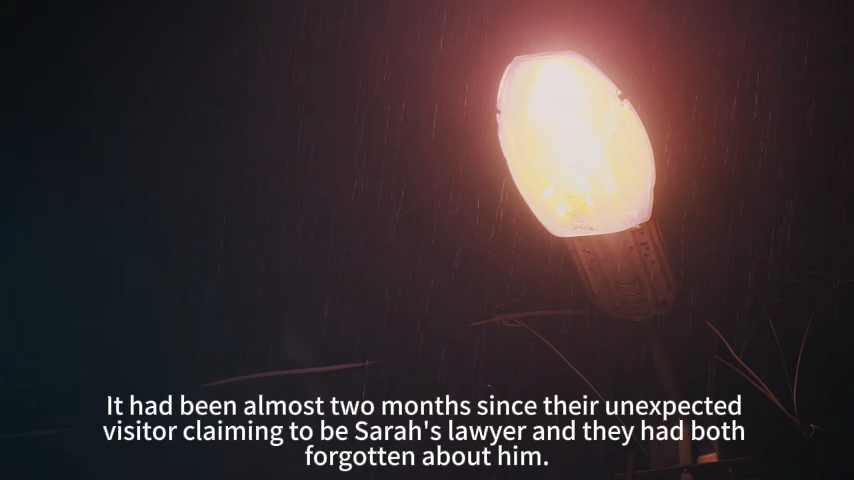 It had been almost two months since their unexpected
visitor claiming to be Sarah's lawyer and they had both
forgotten about him.